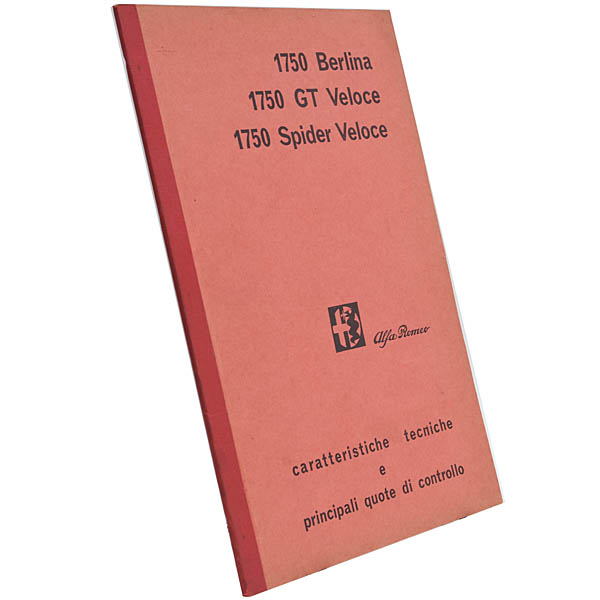 1750 Berlina
1750 GT Veloce
1750 Spider Veloce
Alfa Romeo
caratteristiche tecniche
e
principali quote di controllo